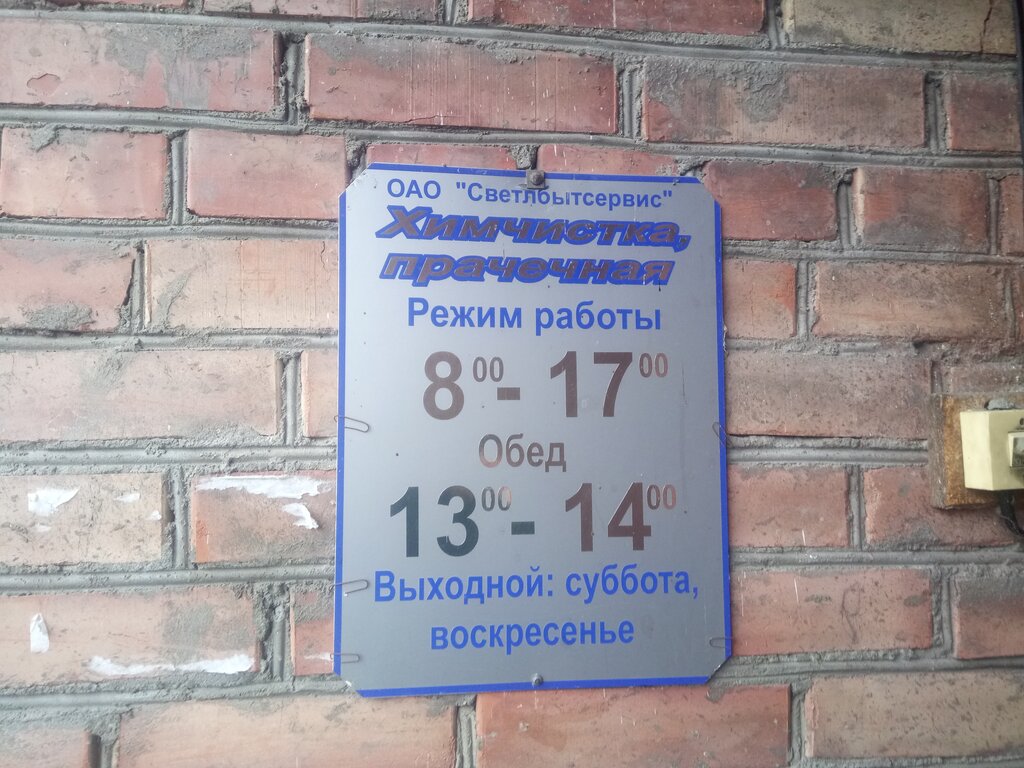 ОАО "Светлбытсервис"
Химчистка,
прачечная
Режим работы
8⁰⁰- 17⁰⁰
Обед
13⁰⁰- 14⁰⁰
Выходной: суббота,
воскресенье